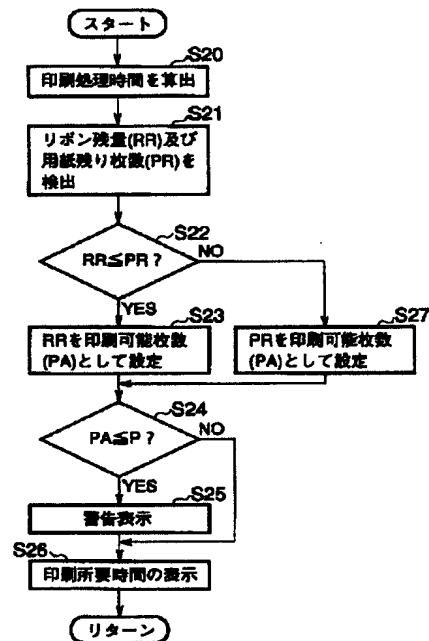 スタート
S20
印刷処理時間を算出
S21
リボン残量(RR)及び
用紙残り枚数(PR)を
検出
S22
RR≦PR?
NO
YES
S23
RRを印刷可能枚数
(PA)として設定
S27
PRを印刷可能枚数
(PA)として設定
S24
PA≦P?
NO
YES
S25
警告表示
S26
印刷所要時間の表示
リターン